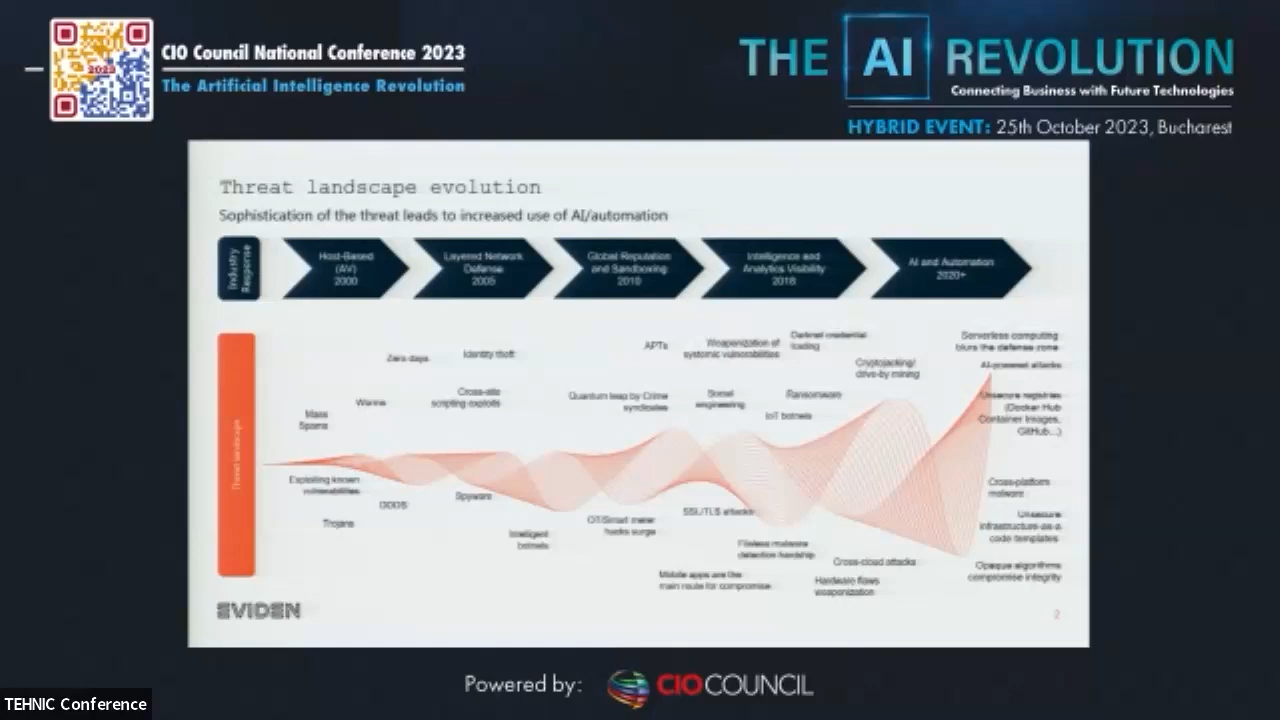 2023
CIO Council National Conference 2023
The Artificial Intelligence Revolution
THE AI REVOLUTION
Connecting Business with Future Technologies
HYBRID EVENT: 25th October 2023, Bucharest
Threat landscape evolution
Sophistication of the threat leads to increased use of AI/automation
Industry
Response
Host-Based
(AV)
2000
Layered Network
Defense
2005
Global Reputation
and Sandboxing
2010
Intelligence and
Analytics Visibility
2018
AI and Automation
2020+
Threat landscape
Mass
Spams
Worms
Zero days
Identity theft
Cross-site
scripting exploits
APTs
Quantum leap by Crime
syndicates
Weaponization of
systemic vulnerabilities
Social
engineering
Darknet credential
Ransomware
IoT botnets
Cryptojacking/
drive-by mining
Serverless computing
blurs the defense zone
AI-powered attacks
Unsecure registries
(Docker Hub
Container Images,
GitHub...)
Exploiting known
vulnerabilities
Trojans
DDOS
Spyware
Intelligent
botnets
OT/Smart meter
hacks surge
SSL/TLS attacks
Mobile apps are the
main route for compromise
Fileless malware
detection hardship
Hardware flaws
weaponization
Cross-cloud attacks
Cross-platform
malware
Unsecure
infrastructure-as-a
code templates
Opaque algorithms
compromise integrity
EVIDEN
2
Powered by: CIO COUNCIL
TEHNIC Conference